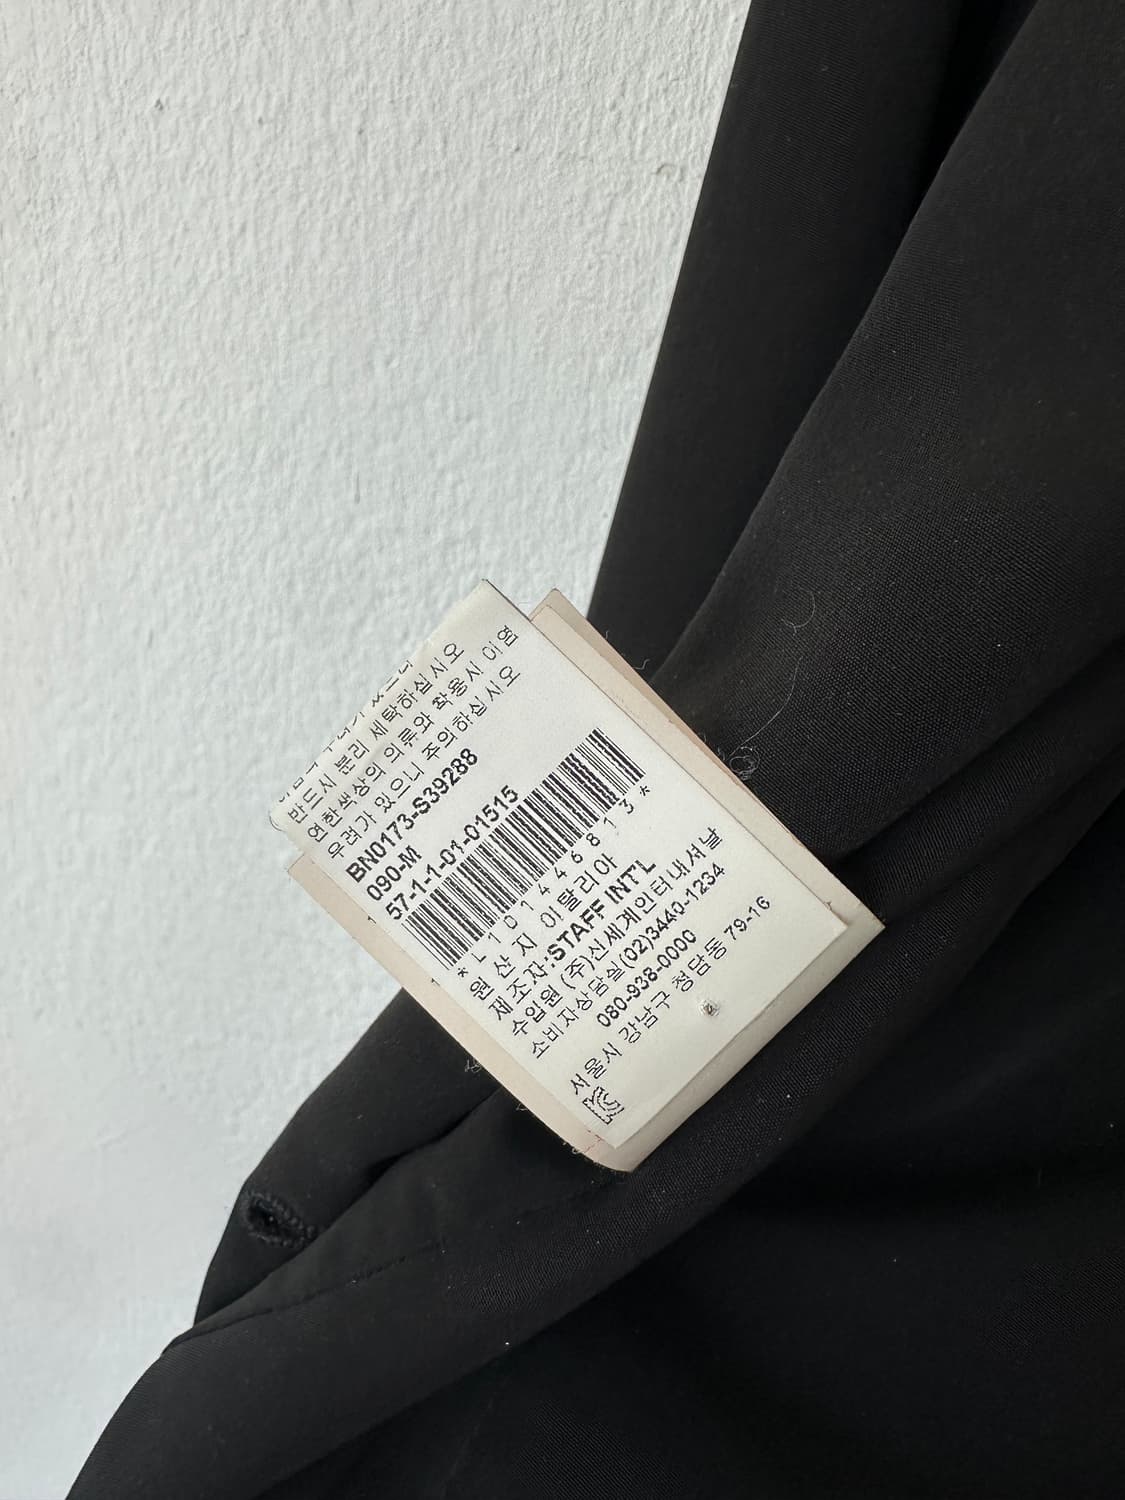 반드시 분리 세탁하십시오
연한색상의 의류와 착용시 이염
우려가 있으니 주의하십시오
BN0173-S39288
090-M
57-1-1-01-01515
*L101446813*
원 산 지 이탈리아
제조자:STAFF INT'L
수입원 (주)신세계인터내셔날
소비자상담실(02)3440-1234
080-938-0000
서울시 강남구 청담동 79-16